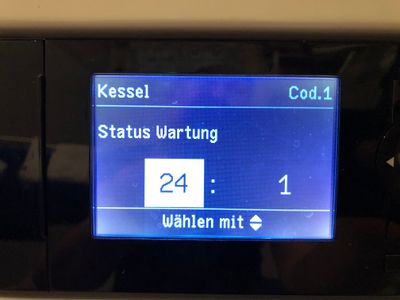 Kessel Cod.1
Status Wartung
24 : 1
Wählen mit